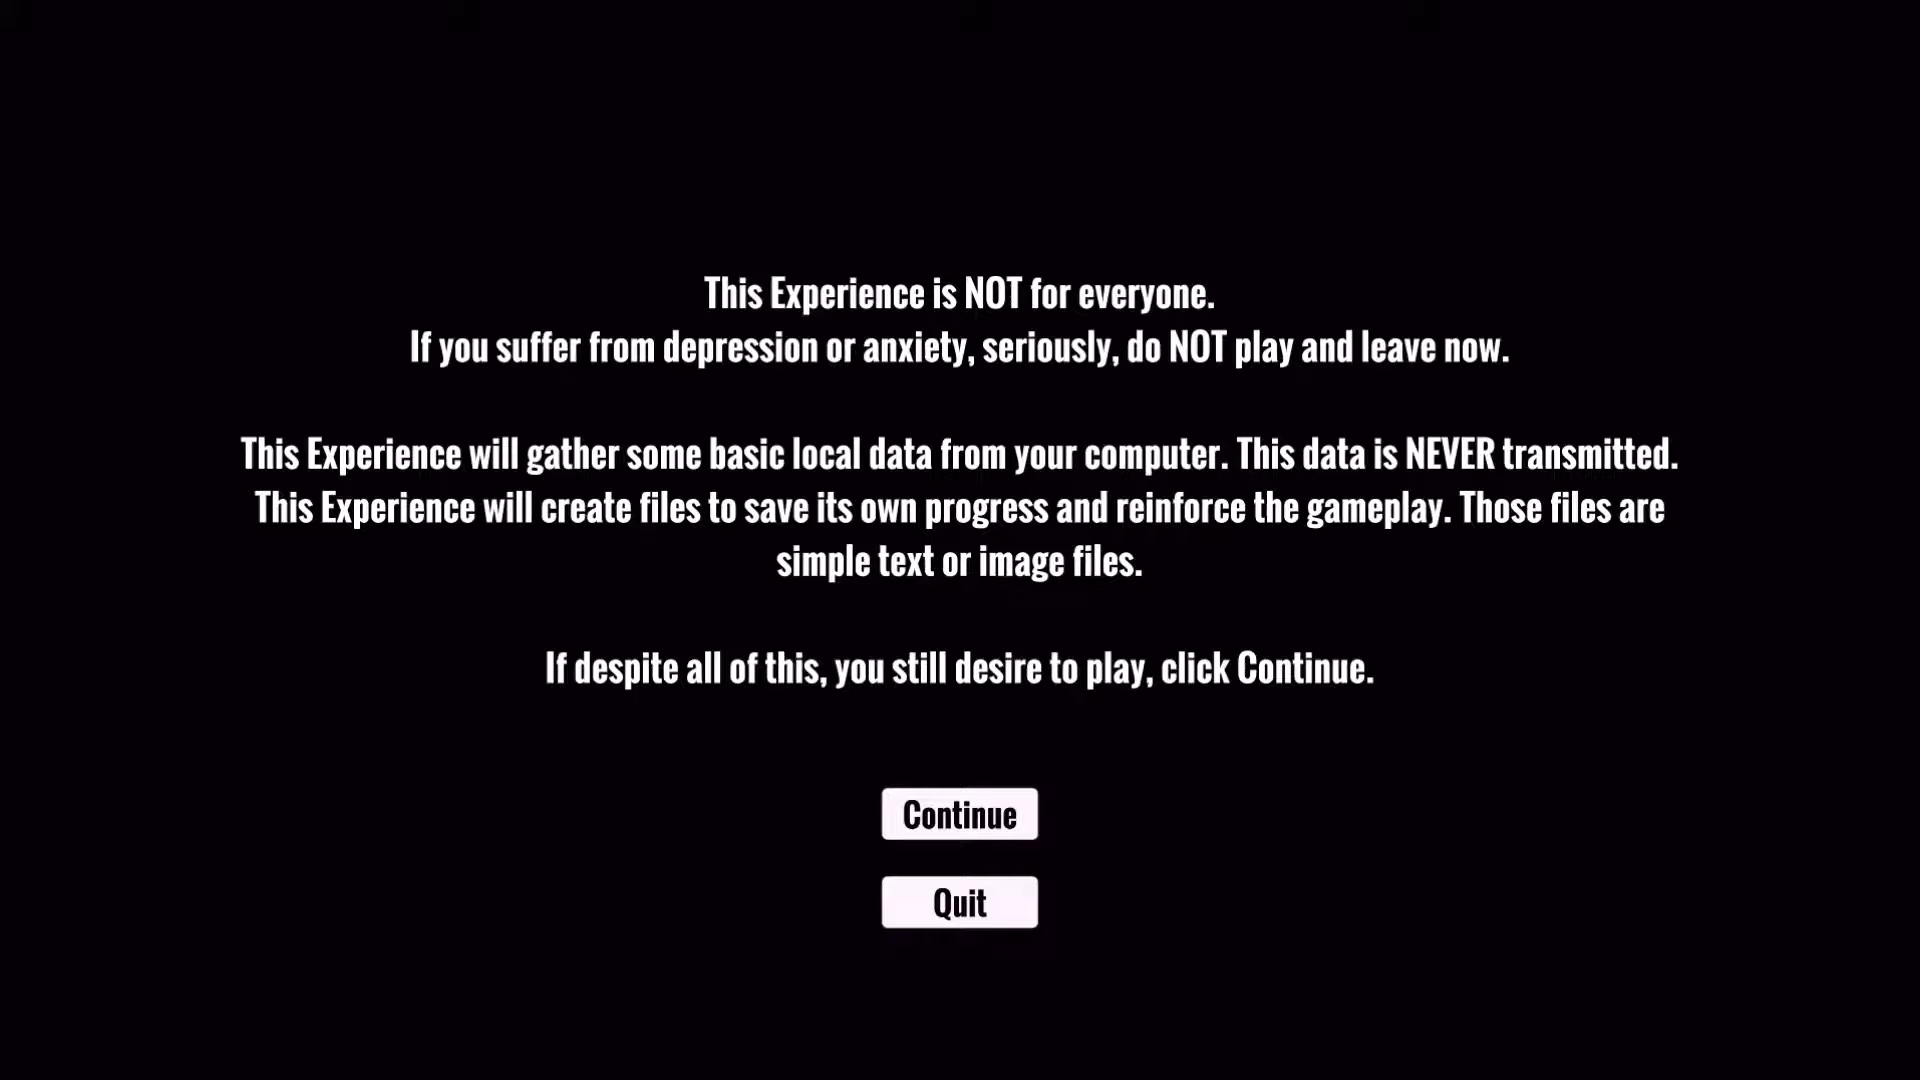 This Experience is NOT for everyone.
If you suffer from depression or anxiety, seriously, do NOT play and leave now.
This Experience will gather some basic local data from your computer. This data is NEVER transmitted.
This Experience will create files to save its own progress and reinforce the gameplay. Those files are
simple text or image files.
If despite all of this, you still desire to play, click Continue.
Continue
Quit